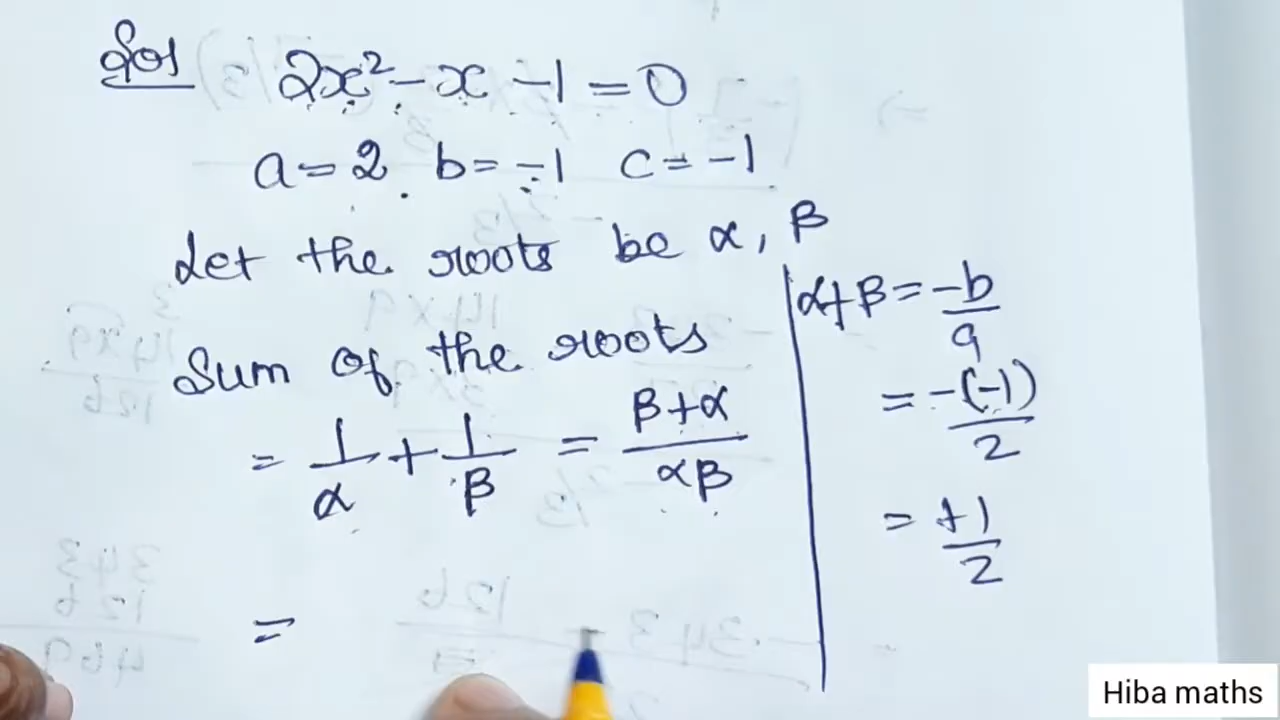 Sol 2x² - x - 1 = 0
a = 2 b = -1 c = -1
Let the roots be α, β
Sum of the roots
= 1/α + 1/β = β+α/αβ
=
α+β = -b/a
= -(-1)/2
= +1/2
Hiba maths